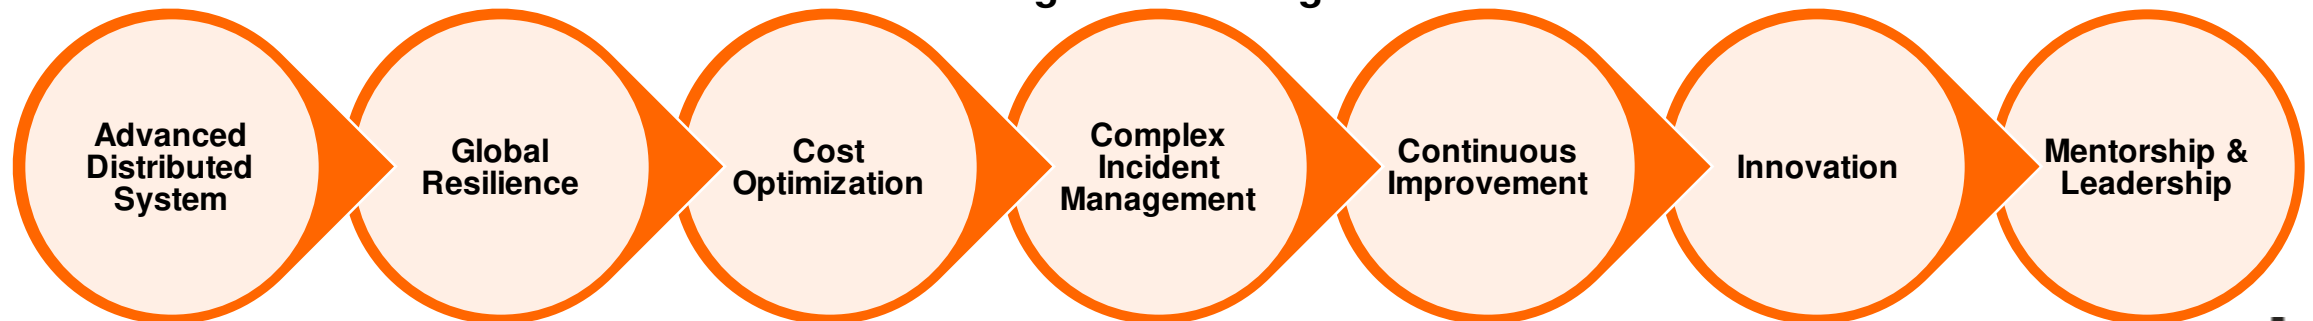 Advanced
Distributed
System
Global
Resilience
Cost
Optimization
Complex
Incident
Management
Continuous
Improvement
Innovation
Mentorship &
Leadership